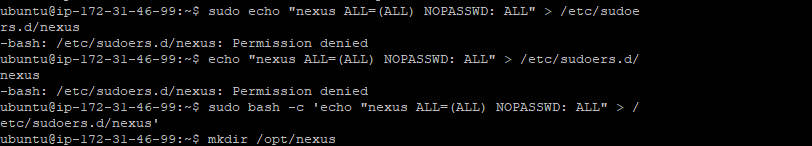 ubuntu@ip-172-31-46-99:~$ sudo echo "nexus ALL=(ALL) NOPASSWD: ALL" > /etc/sudoe
rs.d/nexus
-bash: /etc/sudoers.d/nexus: Permission denied
ubuntu@ip-172-31-46-99:~$ echo "nexus ALL=(ALL) NOPASSWD: ALL" > /etc/sudoers.d/
nexus
-bash: /etc/sudoers.d/nexus: Permission denied
ubuntu@ip-172-31-46-99:~$ sudo bash -c 'echo "nexus ALL=(ALL) NOPASSWD: ALL" > /
etc/sudoers.d/nexus'
ubuntu@ip-172-31-46-99:~$ mkdir /opt/nexus